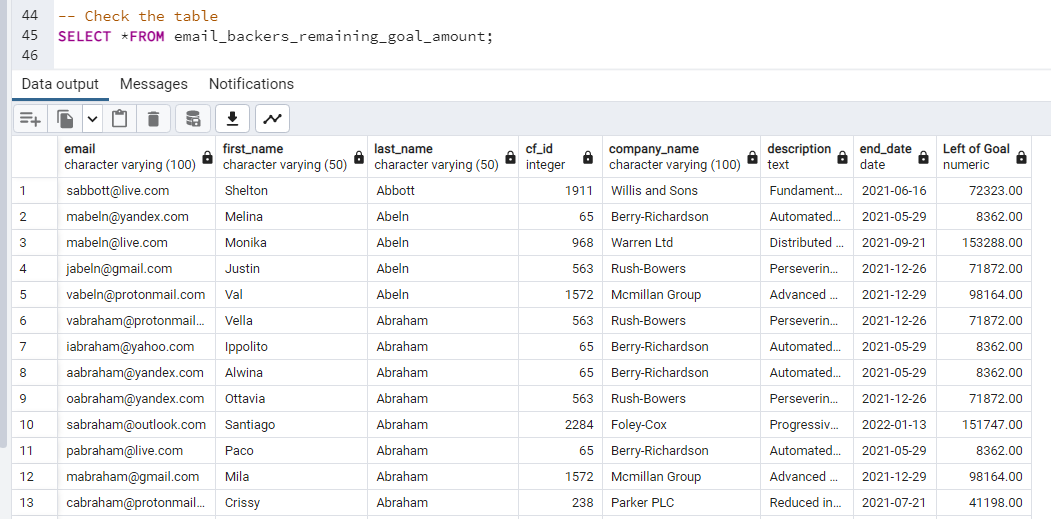 44 -- Check the table
45 SELECT *FROM email_backers_remaining_goal_amount;
46
Data output Messages Notifications
email first_name last_name cf_id company_name description end_date Left of Goal
character varying (100) character varying (50) character varying (50) integer character varying (100) text date numeric
1 sabbott@live.com Shelton Abbott 1911 Willis and Sons Fundament... 2021-06-16 72323.00
2 mabeln@yandex.com Melina Abeln 65 Berry-Richardson Automated... 2021-05-29 8362.00
3 mabeln@live.com Monika Abeln 968 Warren Ltd Distributed ... 2021-09-21 153288.00
4 jabeln@gmail.com Justin Abeln 563 Rush-Bowers Perseverin... 2021-12-26 71872.00
5 vabeln@protonmail.com Val Abeln 1572 Mcmillan Group Advanced ... 2021-12-29 98164.00
6 vabraham@protonmail... Vella Abraham 563 Rush-Bowers Perseverin... 2021-12-26 71872.00
7 iabraham@yahoo.com Ippolito Abraham 65 Berry-Richardson Automated... 2021-05-29 8362.00
8 aabraham@yandex.com Alwina Abraham 65 Berry-Richardson Automated... 2021-05-29 8362.00
9 oabraham@yandex.com Ottavia Abraham 563 Rush-Bowers Perseverin... 2021-12-26 71872.00
10 sabraham@outlook.com Santiago Abraham 2284 Foley-Cox Progressiv... 2022-01-13 151747.00
11 pabraham@live.com Paco Abraham 65 Berry-Richardson Automated... 2021-05-29 8362.00
12 mabraham@gmail.com Mila Abraham 1572 Mcmillan Group Advanced ... 2021-12-29 98164.00
13 cabraham@protonmail... Crissy Abraham 238 Parker PLC Reduced in... 2021-07-21 41198.00